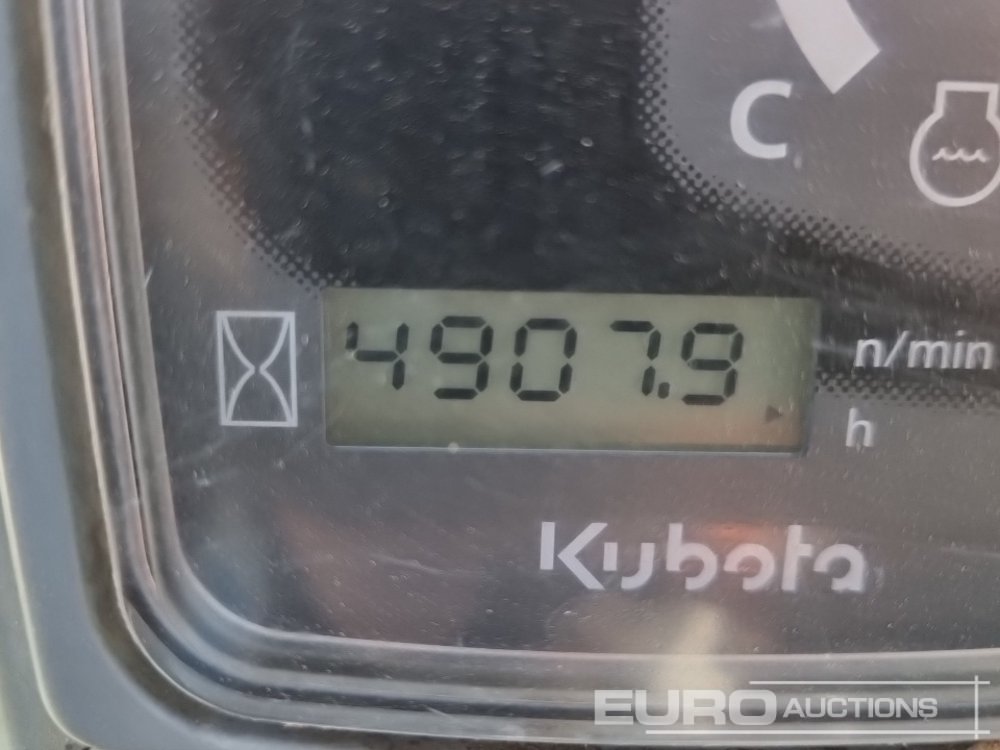 C
4907.9
n/min
h
Kubota
EURO AUCTIONS